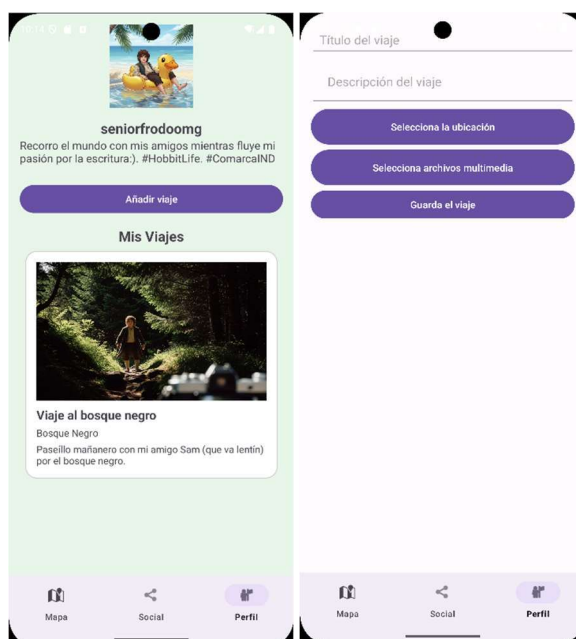 seniorfrodoomg
Recorro el mundo con mis amigos mientras fluye mi
pasión por la escritura:). #HobbitLife. #ComarcaIND
Añadir viaje
Mis Viajes
Viaje al bosque negro
Bosque Negro
Paseíllo mañanero con mi amigo Sam (que va lentín)
por el bosque negro.
Mapa
Social
Perfil
Título del viaje
Descripción del viaje
Selecciona la ubicación
Selecciona archivos multimedia
Guarda el viaje
Mapa
Social
Perfil